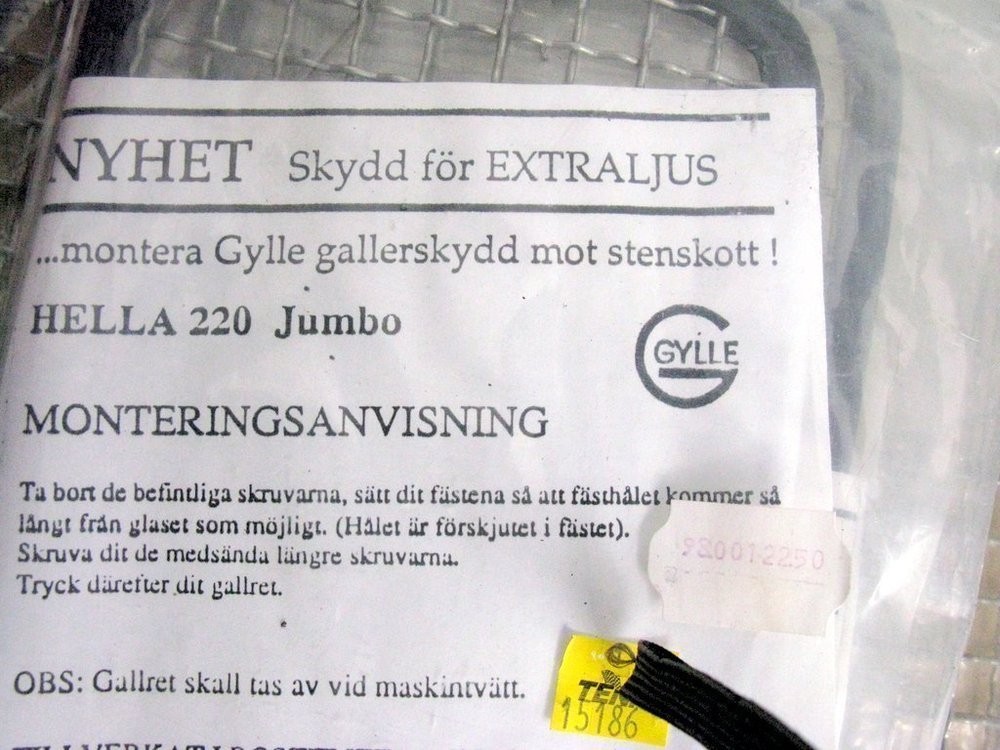 NYHET Skydd för EXTRALJUS
...montera Gylle gallerskydd mot stenskott !
HELLA 220 Jumbo
GYLLE
MONTERINGSANVISNING
Ta bort de befintliga skruvarna, sätt dit fästena så att fästhålet kommer så
långt från glaset som möjligt. (Hålet är förskjutet i fästet).
Skruva dit de medsända längre skruvarna.
Tryck därefter dit gallret.
9800012250
OBS: Gallret skall tas av vid maskintvätt.
15186